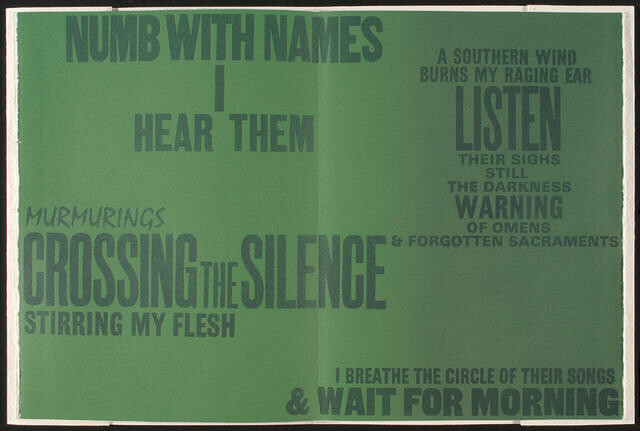 NUMB WITH NAMES
I
HEAR THEM
MURMURINGS
CROSSING THE SILENCE
STIRRING MY FLESH
A SOUTHERN WIND
BURNS MY RAGING EAR
LISTEN
THEIR SIGHS
STILL
THE DARKNESS
WARNING
OF OMENS
& FORGOTTEN SACRAMENTS
I BREATHE THE CIRCLE OF THEIR SONGS
& WAIT FOR MORNING